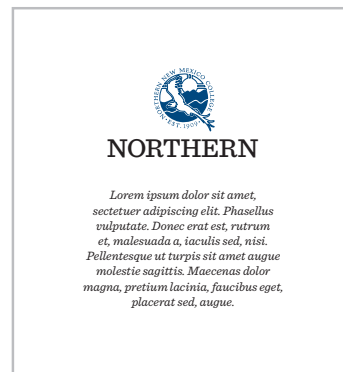 NORTHERN NEW MEXICO COLLEGE
· EST. 1909 ·
NORTHERN
Lorem ipsum dolor sit amet,
sectetuer adipiscing elit. Phasellus
vulputate. Donec erat est, rutrum
et, malesuada a, iaculis sed, nisi.
Pellentesque ut turpis sit amet augue
molestie sagittis. Maecenas dolor
magna, pretium lacinia, faucibus eget,
placerat sed, augue.